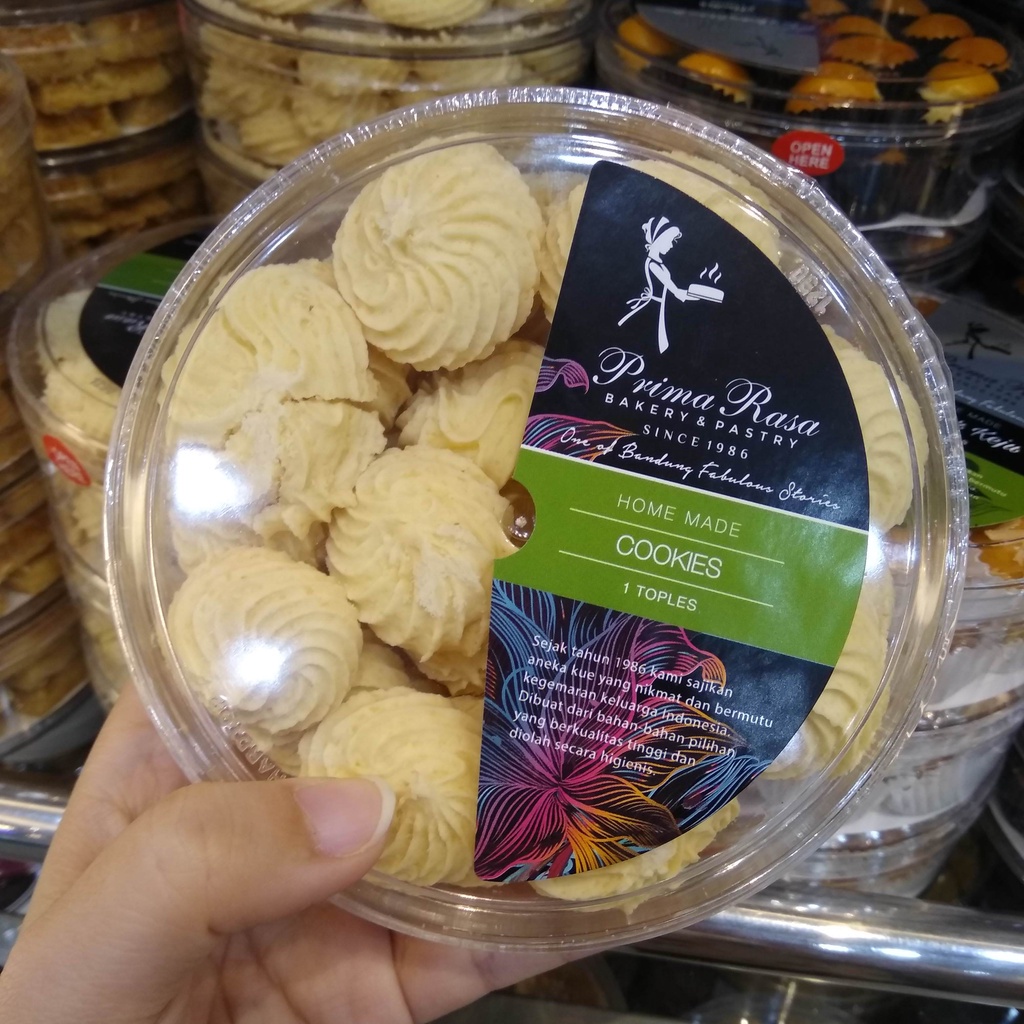 OPEN
HERE
Prima Rasa
BAKERY & PASTRY
SINCE 1986
One of Bandung Fabulous Stories
HOME MADE
COOKIES
1 TOPLES
Sejak tahun 1986 kami sajikan
aneka kue yang nikmat dan bermutu
kegemaran keluarga Indonesia.
Dibuat dari bahan-bahan pilihan
yang berkualitas tinggi dan
diolah secara higienis.
Keju